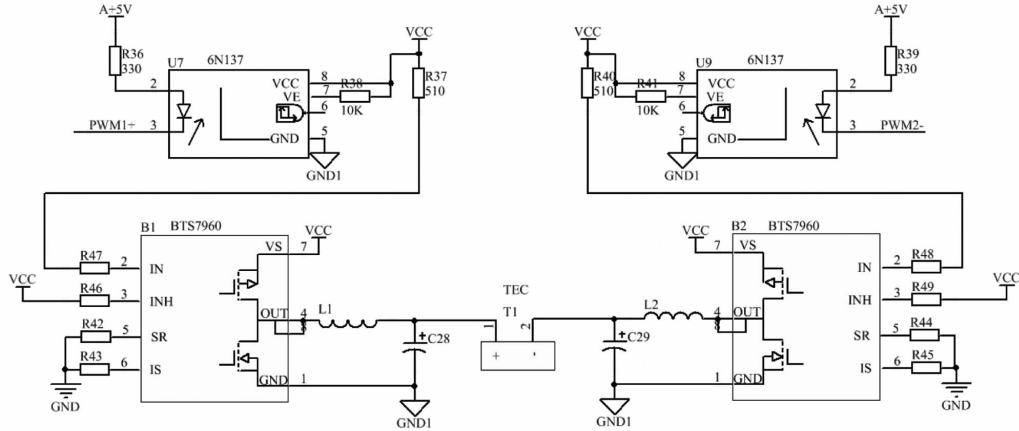 A+5V
R36
330
U7
6N137
2
PWM1+
3
VCC
8
VE
7
6
GND
5
R38
10K
VCC
R37
510
GND1
VCC
R40
510
R41
10K
8
7
6
5
U9
6N137
VCC
VE
GND
A+5V
R39
330
2
3
PWM2-
GND1
B1
BTS7960
VCC
VS
7
R47
2
IN
VCC
R46
3
INH
R42
5
SR
R43
6
IS
GND
OUT
4
8
GND
1
L1
C28
GND1
TEC
T1
1
2
+
-
L2
C29
GND1
B2
BTS7960
VCC
7
VS
4
8
OUT
1
GND
IN
2
R48
INH
3
R49
VCC
SR
5
R44
IS
6
R45
GND